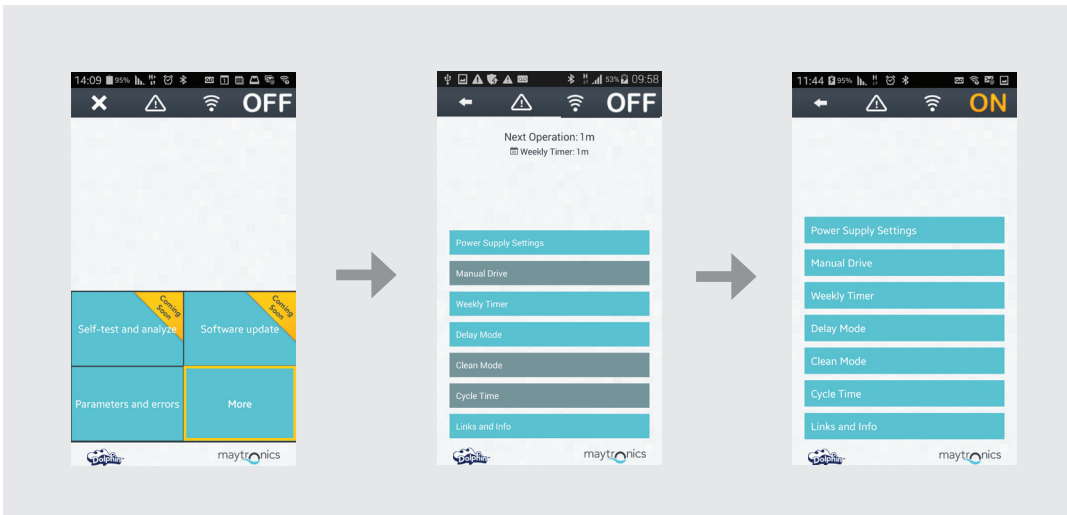 14:09 95% H+
OFF
Coming Soon
Self-test and analyze
Coming Soon
Software update
Parameters and errors
More
Dolphin
maytronics
H 53% 09:58
OFF
Next Operation: 1m
Weekly Timer: 1m
Power Supply Settings
Manual Drive
Weekly Timer
Delay Mode
Clean Mode
Cycle Time
Links and Info
Dolphin
maytronics
11:44 95% H
ON
Power Supply Settings
Manual Drive
Weekly Timer
Delay Mode
Clean Mode
Cycle Time
Links and Info
Dolphin
maytronics